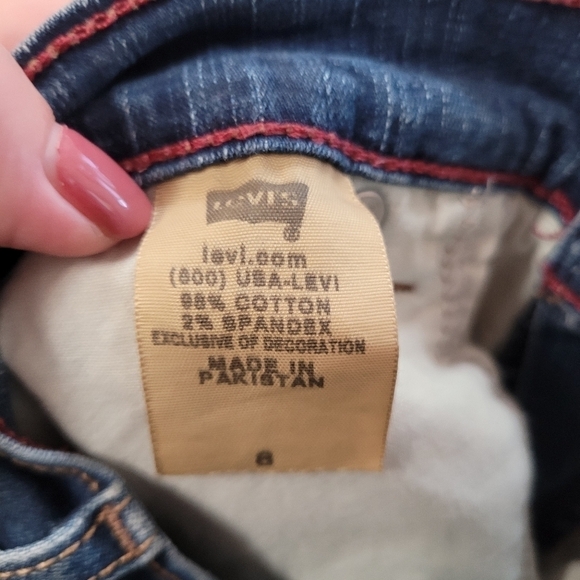 Levi's
levi.com
(800) USA-LEVI
98% COTTON
2% SPANDEX
EXCLUSIVE OF DECORATION
MADE IN
PAKISTAN
6